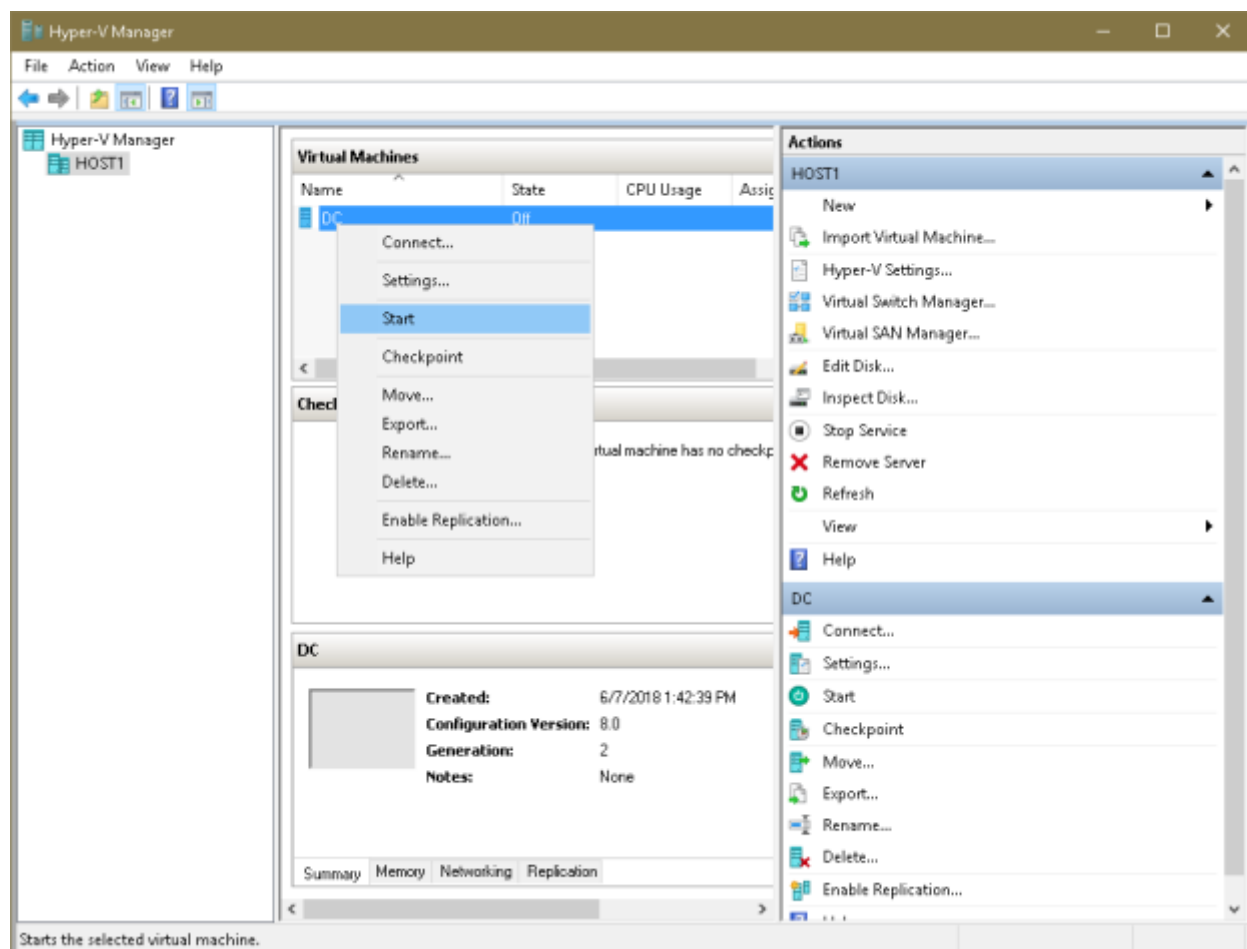 Hyper-V Manager
File Action View Help
Hyper-V Manager
HOST1
Virtual Machines
Name State CPU Usage Assig
DC Off
Connect...
Settings...
Start
Checkpoint
Move...
Export...
Rename...
Delete...
Enable Replication...
Help
Check
rtual machine has no checkp
DC
Created: 6/7/2018 1:42:39 PM
Configuration Version: 8.0
Generation: 2
Notes: None
Summary Memory Networking Replication
Actions
HOST1
New
Import Virtual Machine...
Hyper-V Settings...
Virtual Switch Manager...
Virtual SAN Manager...
Edit Disk...
Inspect Disk...
Stop Service
Remove Server
Refresh
View
Help
DC
Connect...
Settings...
Start
Checkpoint
Move...
Export...
Rename...
Delete...
Enable Replication...
Starts the selected virtual machine.